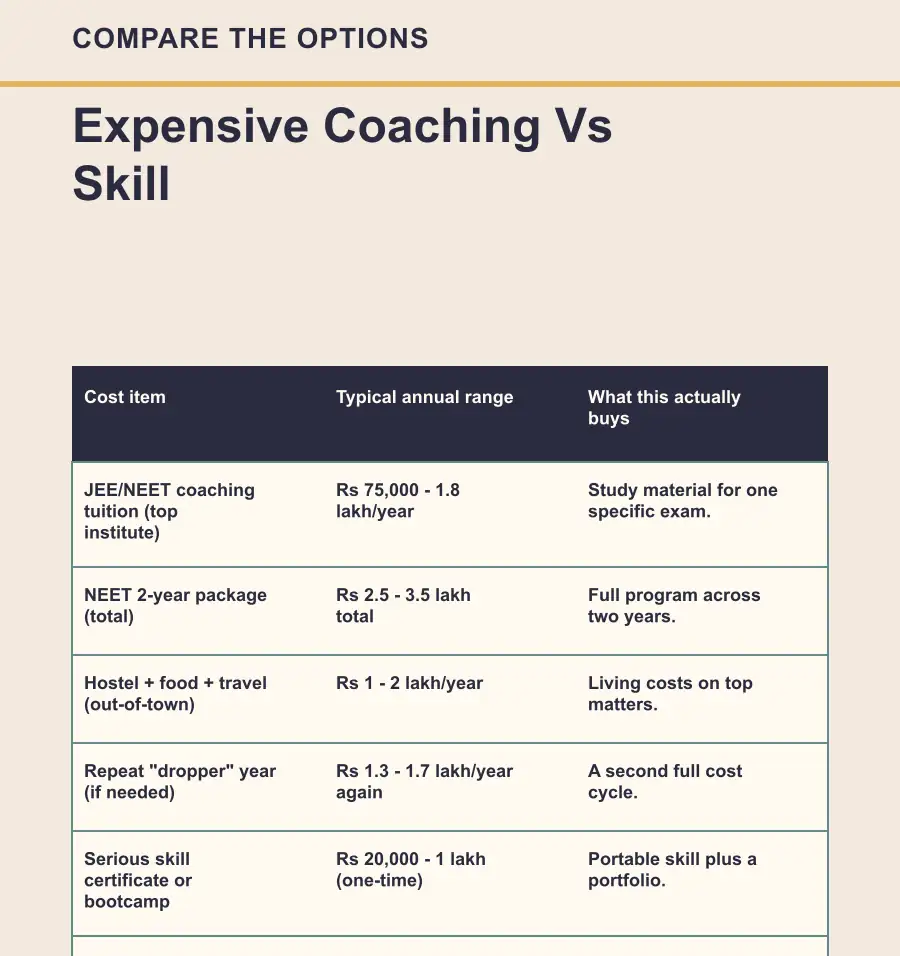 COMPARE THE OPTIONS
Expensive Coaching Vs
Skill
Cost item
Typical annual range
What this actually
buys
JEE/NEET coaching
tuition (top
institute)
Rs 75,000 - 1.8
lakh/year
Study material for one
specific exam.
NEET 2-year package
(total)
Rs 2.5 - 3.5 lakh
total
Full program across
two years.
Hostel + food + travel
(out-of-town)
Rs 1 - 2 lakh/year
Living costs on top
matters.
Repeat "dropper" year
(if needed)
Rs 1.3 - 1.7 lakh/year
again
A second full cost
cycle.
Serious skill
certificate or
bootcamp
Rs 20,000 - 1 lakh
(one-time)
Portable skill plus a
portfolio.